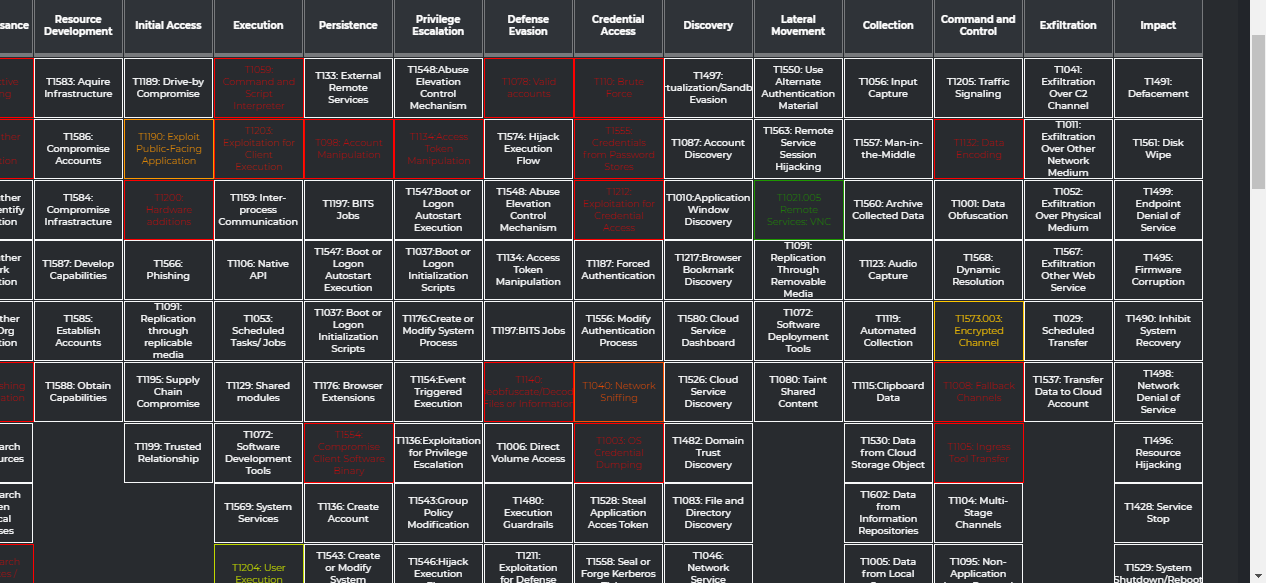 sance
Resource
Development
Initial Access
Execution
Persistence
Privilege
Escalation
Defense
Evasion
Credential
Access
Discovery
Lateral
Movement
Collection
Command and
Control
Exfiltration
Impact
T1583: Aquire
Infrastructure
T1189: Drive-by
Compromise
T1059:
Command and
Script
Interpreter
T133: External
Remote
Services
T1548:Abuse
Elevation
Control
Mechanism
T1078: Valid
accounts
T1110: Brute
Force
T1497:
rtualization/Sandb
Evasion
T1550: Use
Alternate
Authentication
Material
T1056: Input
Capture
T1205: Traffic
Signaling
T1041:
Exfiltration
Over C2
Channel
T1491:
Defacement
T1586:
Compromise
Accounts
T1190: Exploit
Public-Facing
Application
T1203:
Exploitation for
Client
Execution
T1098: Account
Manipulation
T1134:Access
Token
Manipulation
T1574: Hijack
Execution
Flow
T1555:
Credentials
from Password
Stores
T1087: Account
Discovery
T1563: Remote
Service
Session
Hijacking
T1557: Man-in-
the-Middle
T1132: Data
Encoding
T1011:
Exfiltration
Over Other
Network
Medium
T1561: Disk
Wipe
ther
entify
tion
T1584:
Compromise
Infrastructure
T1200:
Hardware
additions
T1159: Inter-
process
Communication
T1197: BITS
Jobs
T1547:Boot or
Logon
Autostart
Execution
T1548: Abuse
Elevation
Control
Mechanism
T1212:
Exploitation for
Credential
Access
T1010:Application
Window
Discovery
T1021.005:
Remote
Services: VNC
T1560: Archive
Collected Data
T1001: Data
Obfuscation
T1052:
Exfiltration
Over Physical
Medium
T1499:
Endpoint
Denial of
Service
ther
rk
tion
T1587: Develop
Capabilities
T1566:
Phishing
T1106: Native
API
T1547: Boot or
Logon
Autostart
Execution
T1037:Boot or
Logon
Initialization
Scripts
T1134: Access
Token
Manipulation
T1187: Forced
Authentication
T1217:Browser
Bookmark
Discovery
T1091:
Replication
Through
Removable
Media
T1123: Audio
Capture
T1568:
Dynamic
Resolution
T1567:
Exfiltration
Other Web
Service
T1495:
Firmware
Corruption
ther
Org
tion
T1585:
Establish
Accounts
T1091:
Replication
through
replicable
media
T1053:
Scheduled
Tasks/ Jobs
T1037: Boot or
Logon
Initialization
Scripts
T1176:Create or
Modify System
Process
T1197:BITS Jobs
T1556: Modify
Authentication
Process
T1580: Cloud
Service
Dashboard
T1072:
Software
Deployment
Tools
T1119:
Automated
Collection
T1573.003:
Encrypted
Channel
T1029:
Scheduled
Transfer
T1490: Inhibit
System
Recovery
T1588: Obtain
Capabilities
T1195: Supply
Chain
Compromise
T1129: Shared
modules
T1176: Browser
Extensions
T1154:Event
Triggered
Execution
T1140:
Files or Information
T1040: Network
Sniffing
T1526: Cloud
Service
Discovery
T1080: Taint
Shared
Content
T1115:Clipboard
Data
T1008: Fallback
Channels
T1537: Transfer
Data to Cloud
Account
T1498:
Network
Denial of
Service
arch
urces
T1199: Trusted
Relationship
T1072:
Software
Development
Tools
T1554:
Compromise
Client Software
Binary
T1136:Exploitation
for Privilege
Escalation
T1006: Direct
Volume Access
T1003: OS
Credential
Dumping
T1482: Domain
Trust
Discovery
T1530: Data
from Cloud
Storage Object
T1105: Ingress
Tool Transfer
T1496:
Resource
Hijacking
arch
en
cal
ses
T1569: System
Services
T1136: Create
Account
T1543:Group
Policy
Modification
T1480:
Execution
Guardrails
T1528: Steal
Application
Acces Token
T1083: File and
Directory
Discovery
T1602: Data
from
Information
Repositories
T1104: Multi-
Stage
Channels
T1428: Service
Stop
T1204: User
Execution
T1543: Create
or Modify
System
T1546:Hijack
Execution
T1211:
Exploitation
for Defense
T1558: Seal or
Forge Kerberos
T1046:
Network
Service
T1005: Data
from Local
T1095: Non-
Application
T1529: System
Shutdown/Reboot